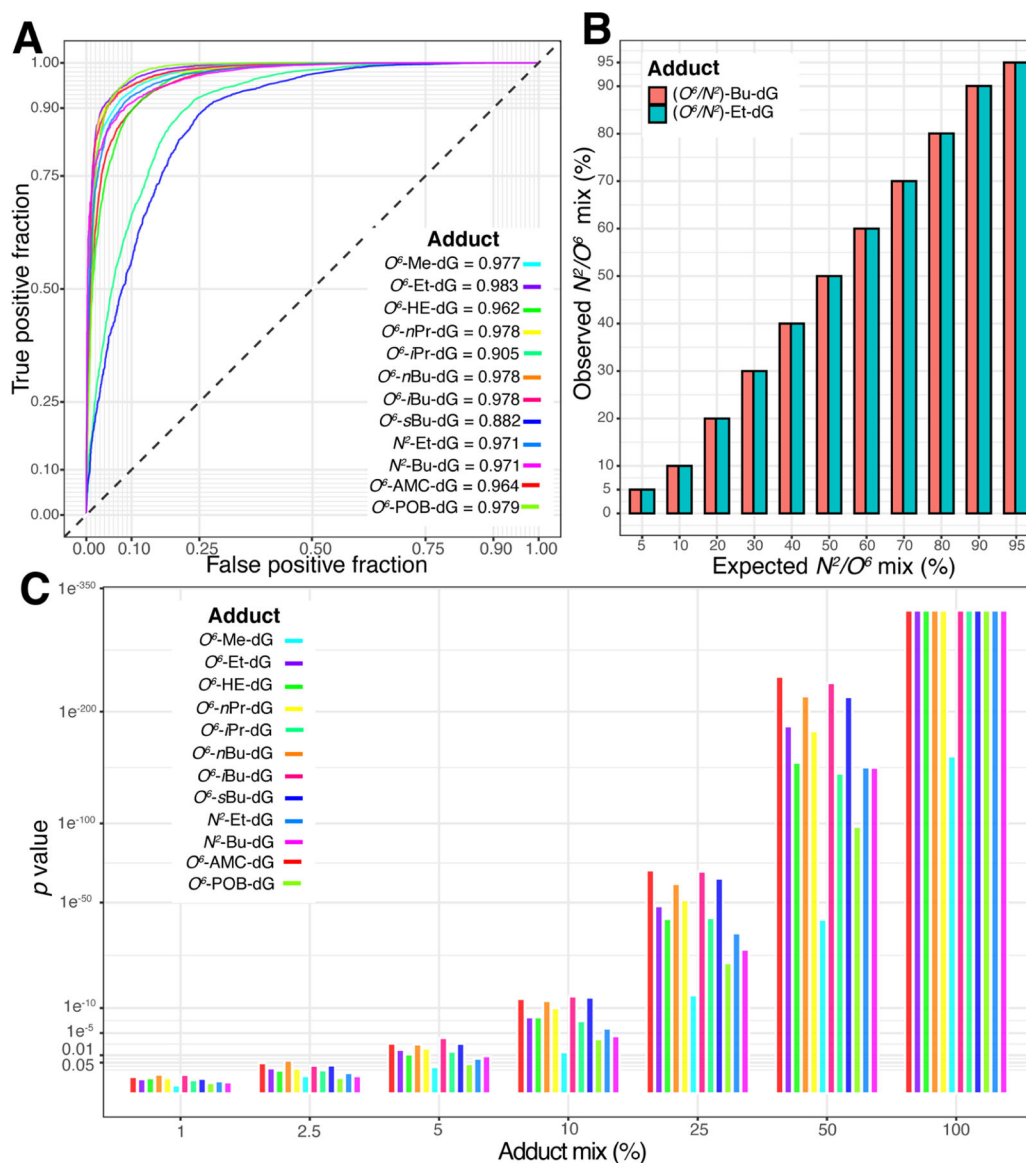 A
1.00
0.90
0.75
0.50
0.25
0.10
0.00
True positive fraction
0.00 0.10 0.25 0.50 0.75 0.90 1.00
False positive fraction
Adduct
O⁶-Me-dG = 0.977
O⁶-Et-dG = 0.983
O⁶-HE-dG = 0.962
O⁶-nPr-dG = 0.978
O⁶-iPr-dG = 0.905
O⁶-nBu-dG = 0.978
O⁶-iBu-dG = 0.978
O⁶-sBu-dG = 0.882
N²-Et-dG = 0.971
N²-Bu-dG = 0.971
O⁶-AMC-dG = 0.964
O⁶-POB-dG = 0.979
B
Adduct
(O⁶/N²)-Bu-dG
(O⁶/N²)-Et-dG
95
90
80
70
60
50
40
30
20
10
5
0
Observed N²/O⁶ mix (%)
5 10 20 30 40 50 60 70 80 90 95
Expected N²/O⁶ mix (%)
C
1e⁻³⁵⁰
1e⁻²⁰⁰
1e⁻¹⁰⁰
1e⁻⁵⁰
1e⁻¹⁰
1e⁻⁵
0.01
0.05
p value
Adduct
O⁶-Me-dG
O⁶-Et-dG
O⁶-HE-dG
O⁶-nPr-dG
O⁶-iPr-dG
O⁶-nBu-dG
O⁶-iBu-dG
O⁶-sBu-dG
N²-Et-dG
N²-Bu-dG
O⁶-AMC-dG
O⁶-POB-dG
1 2.5 5 10 25 50 100
Adduct mix (%)